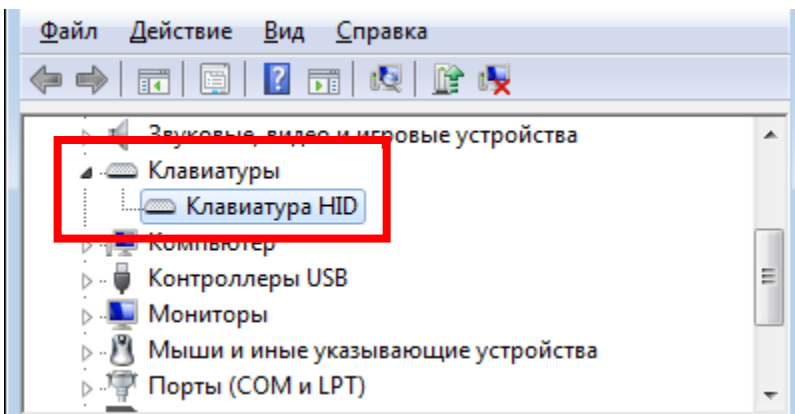 Файл Действие Вид Справка
Звуковые, видео и игровые устройства
Клавиатуры
Клавиатура HID
Компьютер
Контроллеры USB
Мониторы
Мыши и иные указывающие устройства
Порты (COM и LPT)